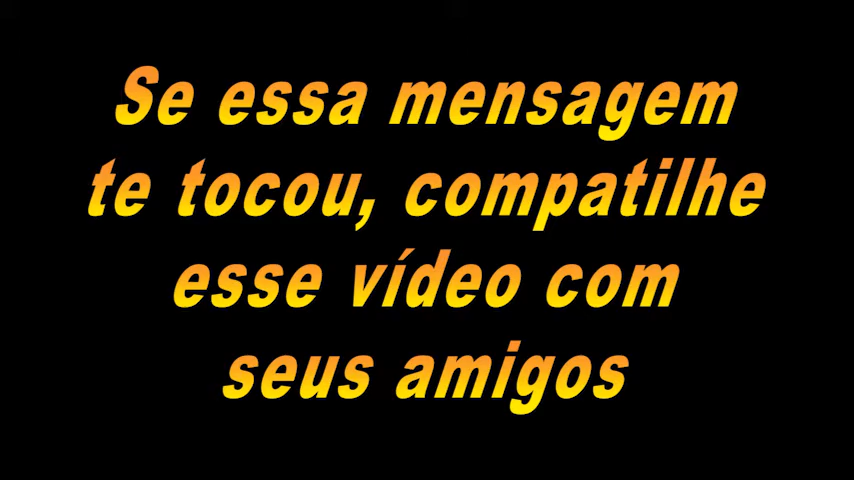 Se essa mensagem
te tocou, compatilhe
esse vídeo com
seus amigos